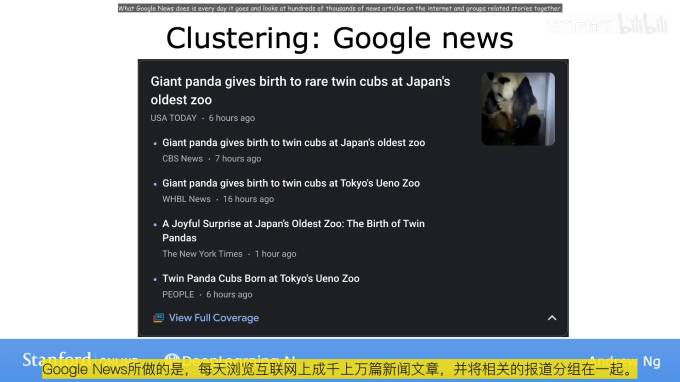 What Google News does is every day it goes and looks at hundreds of thousands of news articles on the internet and groups related stories together.
bilibili
Clustering: Google news
Giant panda gives birth to rare twin cubs at Japan's
oldest zoo
USA TODAY · 6 hours ago
• Giant panda gives birth to twin cubs at Japan's oldest zoo
CBS News · 7 hours ago
• Giant panda gives birth to twin cubs at Tokyo's Ueno Zoo
WHBL News · 16 hours ago
• A Joyful Surprise at Japan's Oldest Zoo: The Birth of Twin
Pandas
The New York Times · 1 hour ago
• Twin Panda Cubs Born at Tokyo's Ueno Zoo
PEOPLE · 6 hours ago
View Full Coverage
Stanford Ng
Google News所做的是，每天浏览互联网上成千上万篇新闻文章，并将相关的报道分组在一起。